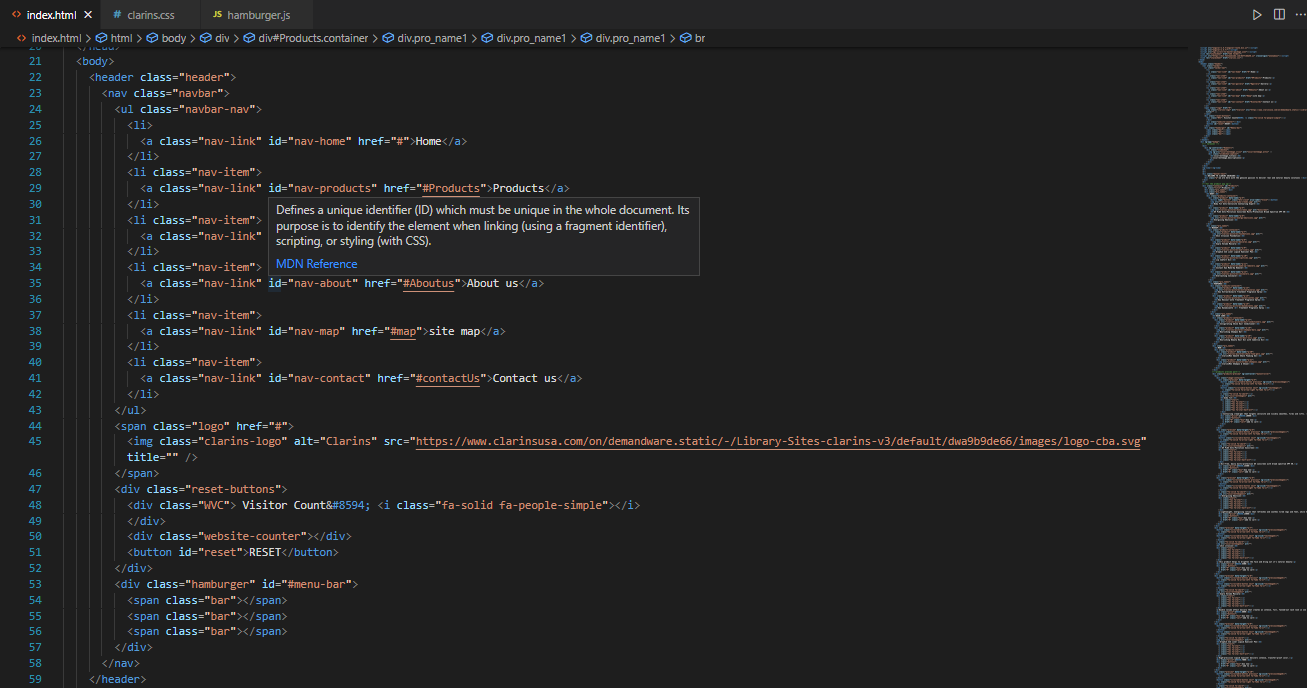 index.html
clarins.css
JS hamburger.js
index.html > html > body > div > div#Products.container > div.pro_name1 > div.pro_name1 > div.pro_name1 > br
20 </head>
21 <body>
22 <header class="header">
23 <nav class="navbar">
24 <ul class="navbar-nav">
25 <li>
26 <a class="nav-link" id="nav-home" href="#">Home</a>
27 </li>
28 <li class="nav-item">
29 <a class="nav-link" id="nav-products" href="#Products">Products</a>
30 </li>
31 <li class="nav-item">
32 <a class="nav-link"
33 </li>
34 <li class="nav-item">
Defines a unique identifier (ID) which must be unique in the whole document. Its
purpose is to identify the element when linking (using a fragment identifier),
scripting, or styling (with CSS).
MDN Reference
35 <a class="nav-link" id="nav-about" href="#Aboutus">About us</a>
36 </li>
37 <li class="nav-item">
38 <a class="nav-link" id="nav-map" href="#map">site map</a>
39 </li>
40 <li class="nav-item">
41 <a class="nav-link" id="nav-contact" href="#contactUs">Contact us</a>
42 </li>
43 </ul>
44 <span class="logo" href="#">
45 <img class="clarins-logo" alt="Clarins" src="https://www.clarinsusa.com/on/demandware.static/-/Library-Sites-clarins-v3/default/dwa9b9de66/images/logo-cba.svg"
title="" />
46 </span>
47 <div class="reset-buttons">
48 <div class="WVC"> Visitor Count&#8594; <i class="fa-solid fa-people-simple"></i>
49 </div>
50 <div class="website-counter"></div>
51 <button id="reset">RESET</button>
52 </div>
53 <div class="hamburger" id="#menu-bar">
54 <span class="bar"></span>
55 <span class="bar"></span>
56 <span class="bar"></span>
57 </div>
58 </nav>
59 </header>